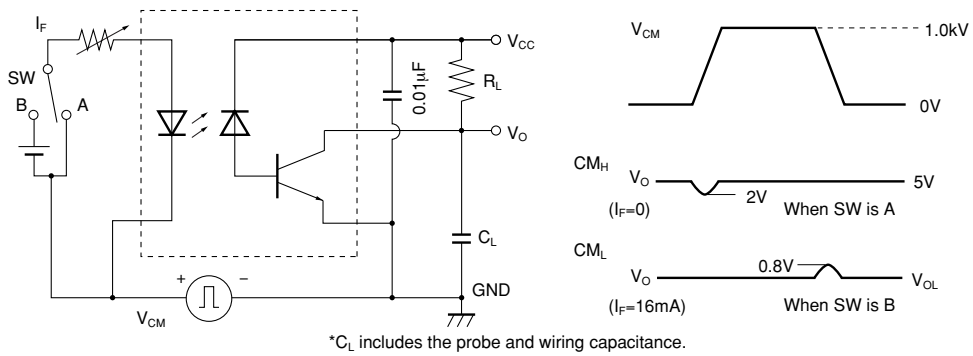 I_F
SW
B
A
0.01μF
V_CC
R_L
V_O
C_L
GND
+
−
V_CM
*C_L includes the probe and wiring capacitance.
V_CM
1.0kV
0V
CM_H
V_O
5V
2V
(I_F=0)
When SW is A
CM_L
0.8V
V_O
V_OL
(I_F=16mA)
When SW is B